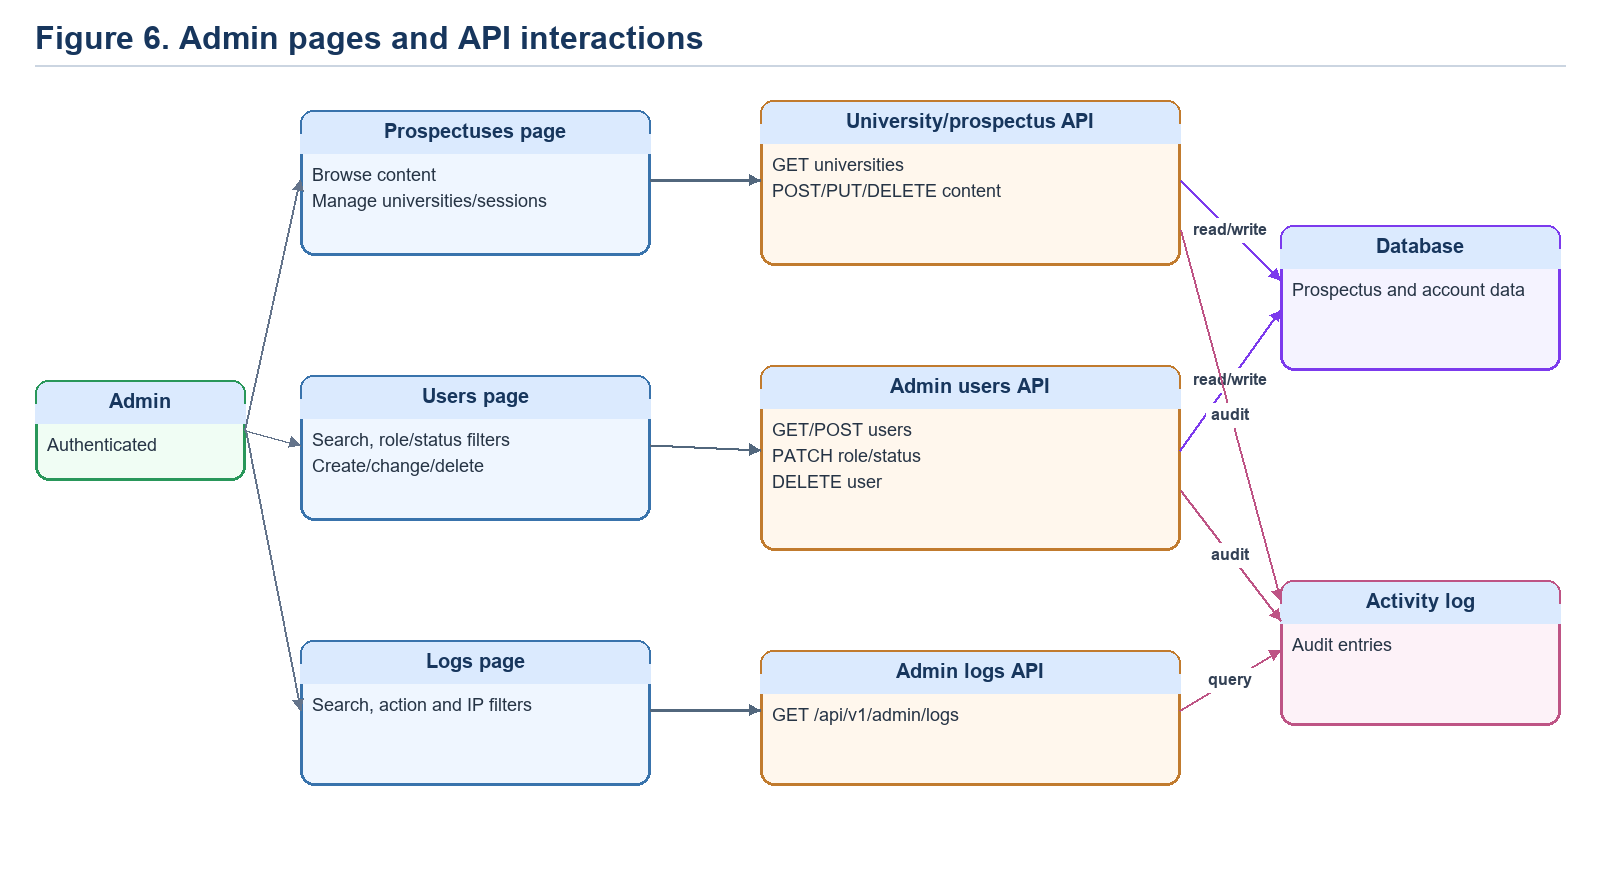 Figure 6. Admin pages and API interactions
Prospectuses page
Browse content
Manage universities/sessions
University/prospectus API
GET universities
POST/PUT/DELETE content
read/write
Database
Prospectus and account data
Admin
Authenticated
Users page
Search, role/status filters
Create/change/delete
Admin users API
GET/POST users
PATCH role/status
DELETE user
read/write
audit
audit
Activity log
Audit entries
Logs page
Search, action and IP filters
Admin logs API
GET /api/v1/admin/logs
query